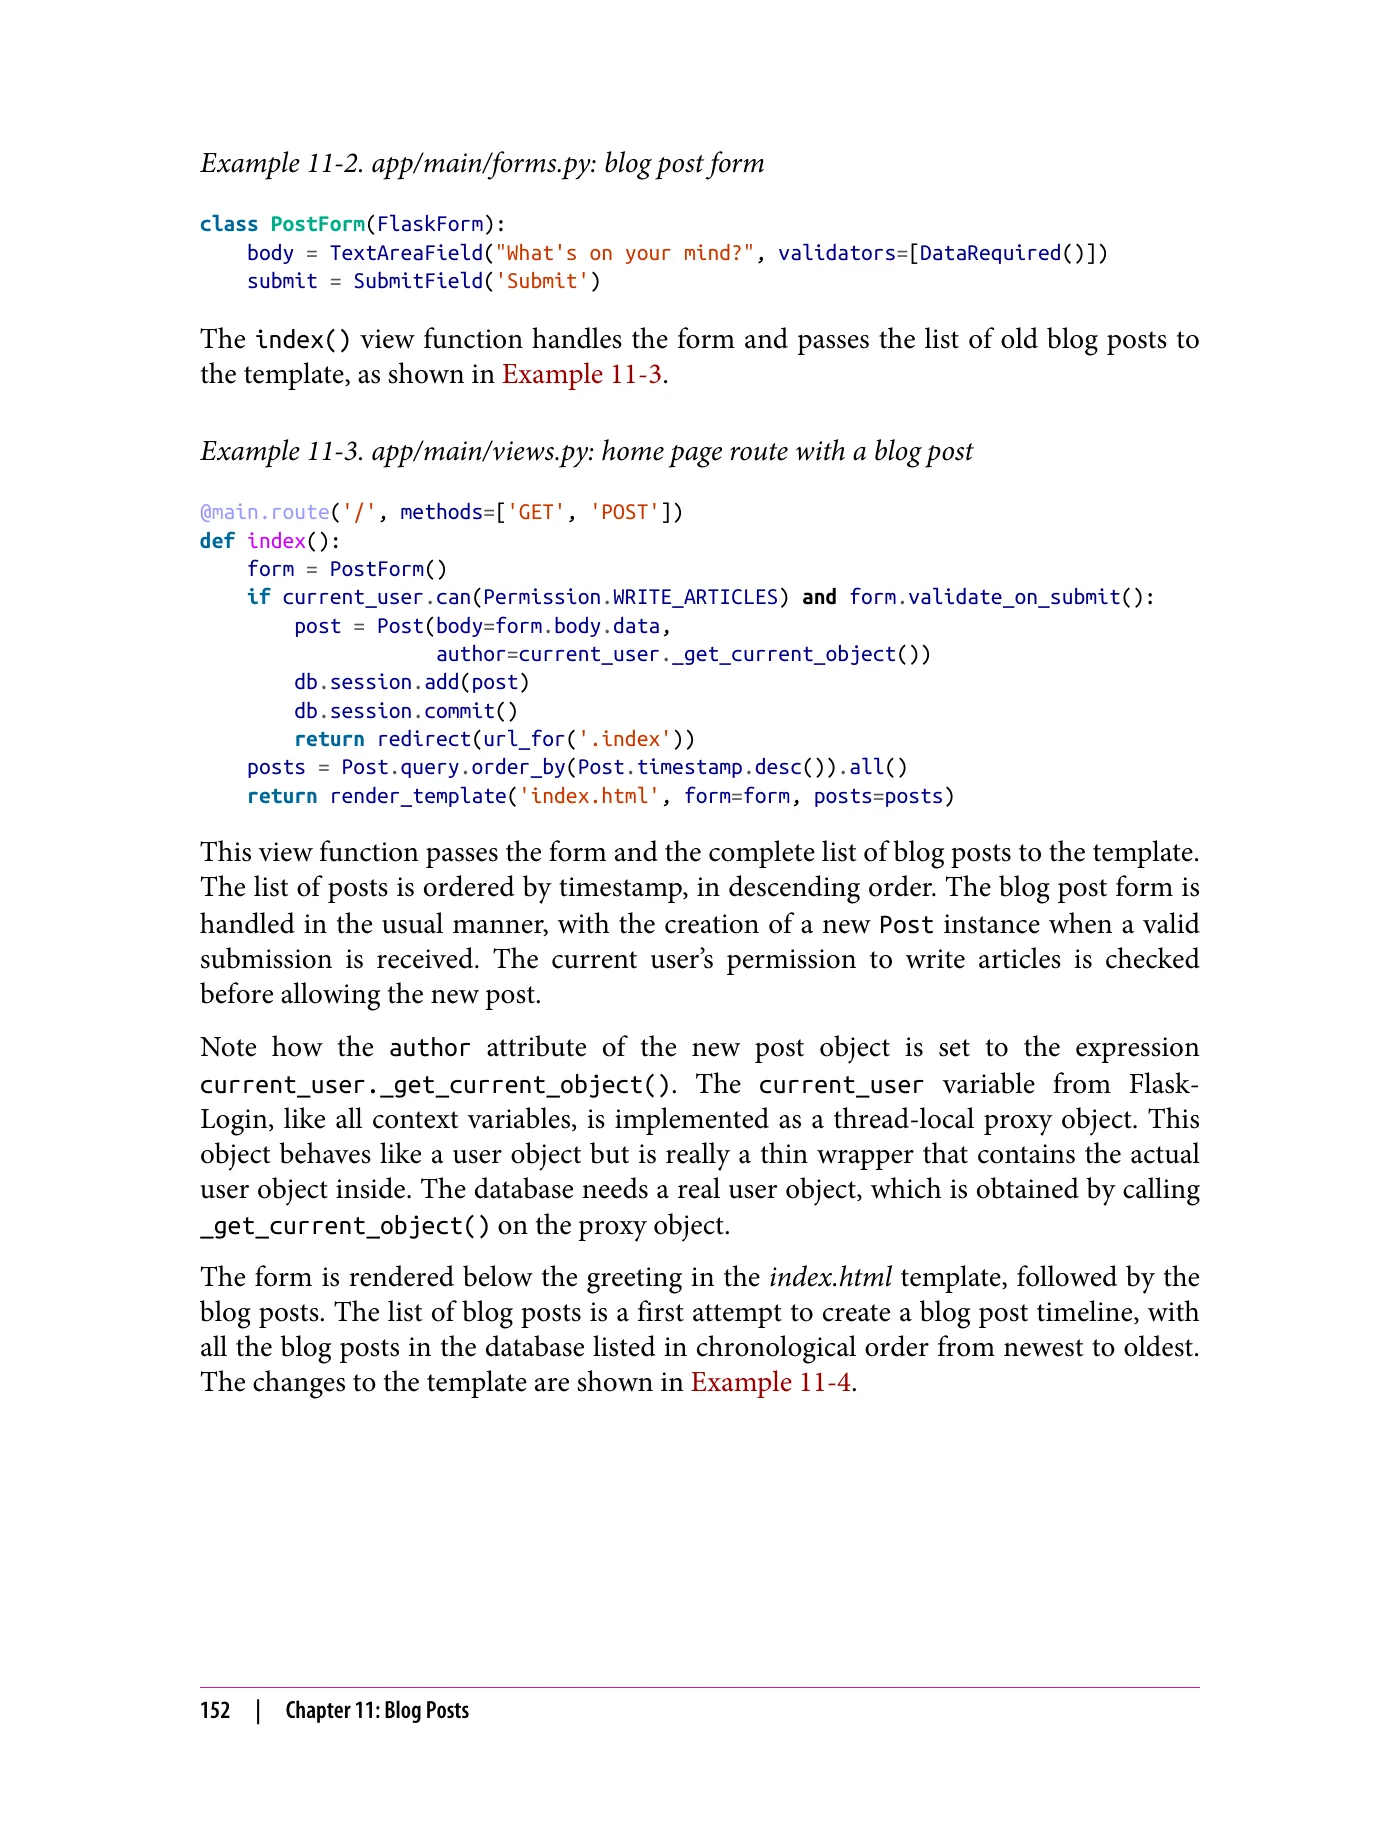 Example 11-2. app/main/forms.py: blog post form
class PostForm(FlaskForm):
    body = TextAreaField("What's on your mind?", validators=[DataRequired()])
    submit = SubmitField('Submit')
The index() view function handles the form and passes the list of old blog posts to
the template, as shown in Example 11-3.
Example 11-3. app/main/views.py: home page route with a blog post
@main.route('/', methods=['GET', 'POST'])
def index():
    form = PostForm()
    if current_user.can(Permission.WRITE_ARTICLES) and form.validate_on_submit():
        post = Post(body=form.body.data,
                    author=current_user._get_current_object())
        db.session.add(post)
        db.session.commit()
        return redirect(url_for('.index'))
    posts = Post.query.order_by(Post.timestamp.desc()).all()
    return render_template('index.html', form=form, posts=posts)
This view function passes the form and the complete list of blog posts to the template.
The list of posts is ordered by timestamp, in descending order. The blog post form is
handled in the usual manner, with the creation of a new Post instance when a valid
submission is received. The current user’s permission to write articles is checked
before allowing the new post.
Note how the author attribute of the new post object is set to the expression
current_user._get_current_object(). The current_user variable from Flask-
Login, like all context variables, is implemented as a thread-local proxy object. This
object behaves like a user object but is really a thin wrapper that contains the actual
user object inside. The database needs a real user object, which is obtained by calling
_get_current_object() on the proxy object.
The form is rendered below the greeting in the index.html template, followed by the
blog posts. The list of blog posts is a first attempt to create a blog post timeline, with
all the blog posts in the database listed in chronological order from newest to oldest.
The changes to the template are shown in Example 11-4.
152 | Chapter 11: Blog Posts